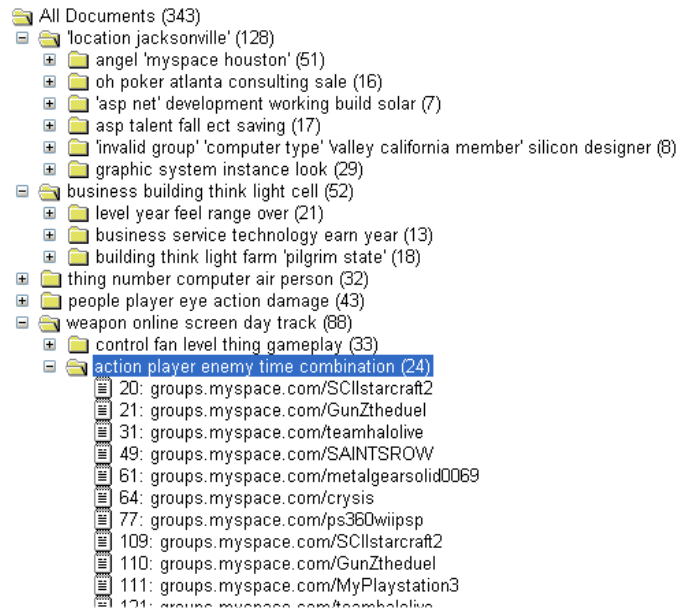 All Documents (343)
'location jacksonville' (128)
angel 'myspace houston' (51)
oh poker atlanta consulting sale (16)
'asp net' development working build solar (7)
asp talent fall ect saving (17)
'invalid group' 'computer type' 'valley california member' silicon designer (8)
graphic system instance look (29)
business building think light cell (52)
level year feel range over (21)
business service technology earn year (13)
building think light farm 'pilgrim state' (18)
thing number computer air person (32)
people player eye action damage (43)
weapon online screen day track (88)
control fan level thing gameplay (33)
action player enemy time combination (24)
20: groups.myspace.com/SCIIstarcraft2
21: groups.myspace.com/GunZtheduel
31: groups.myspace.com/teamhalolive
49: groups.myspace.com/SAINTSROW
61: groups.myspace.com/metalgearsolid0069
64: groups.myspace.com/crysis
77: groups.myspace.com/ps360wiipsp
109: groups.myspace.com/SCIIstarcraft2
110: groups.myspace.com/GunZtheduel
111: groups.myspace.com/MyPlaystation3
121: groups.myspace.com/teamhalolive